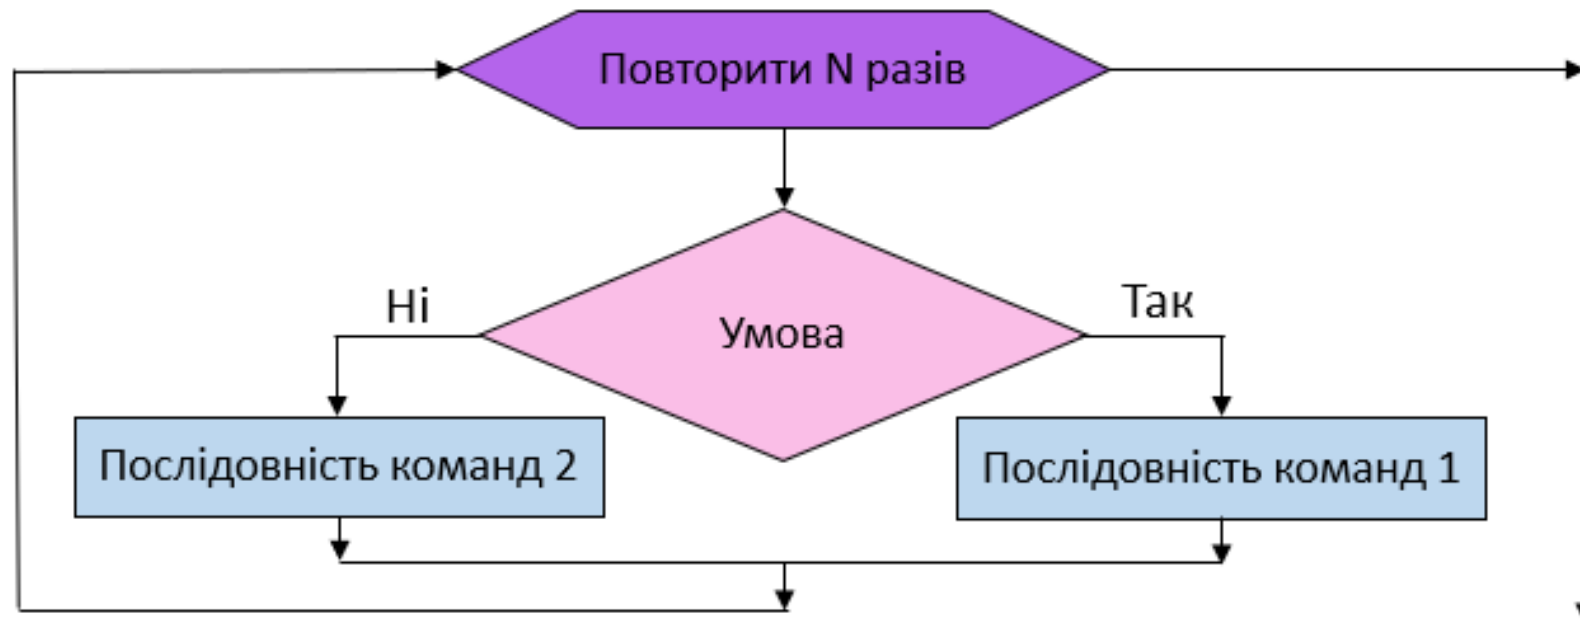 Повторити N разів
Ні
Так
Умова
Послідовність команд 2
Послідовність команд 1